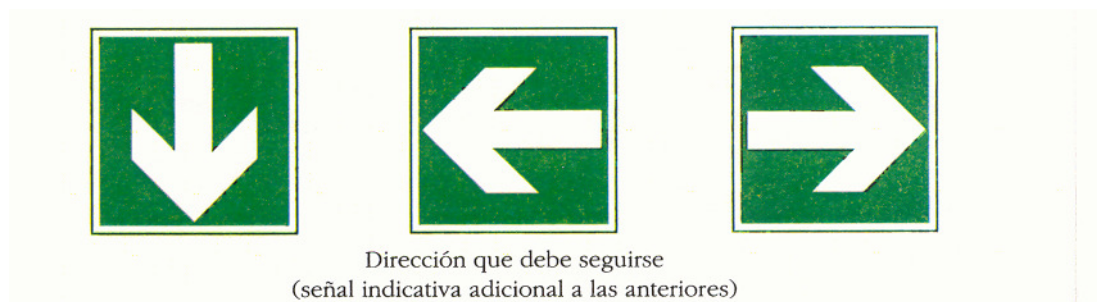 Dirección que debe seguirse
(señal indicativa adicional a las anteriores)